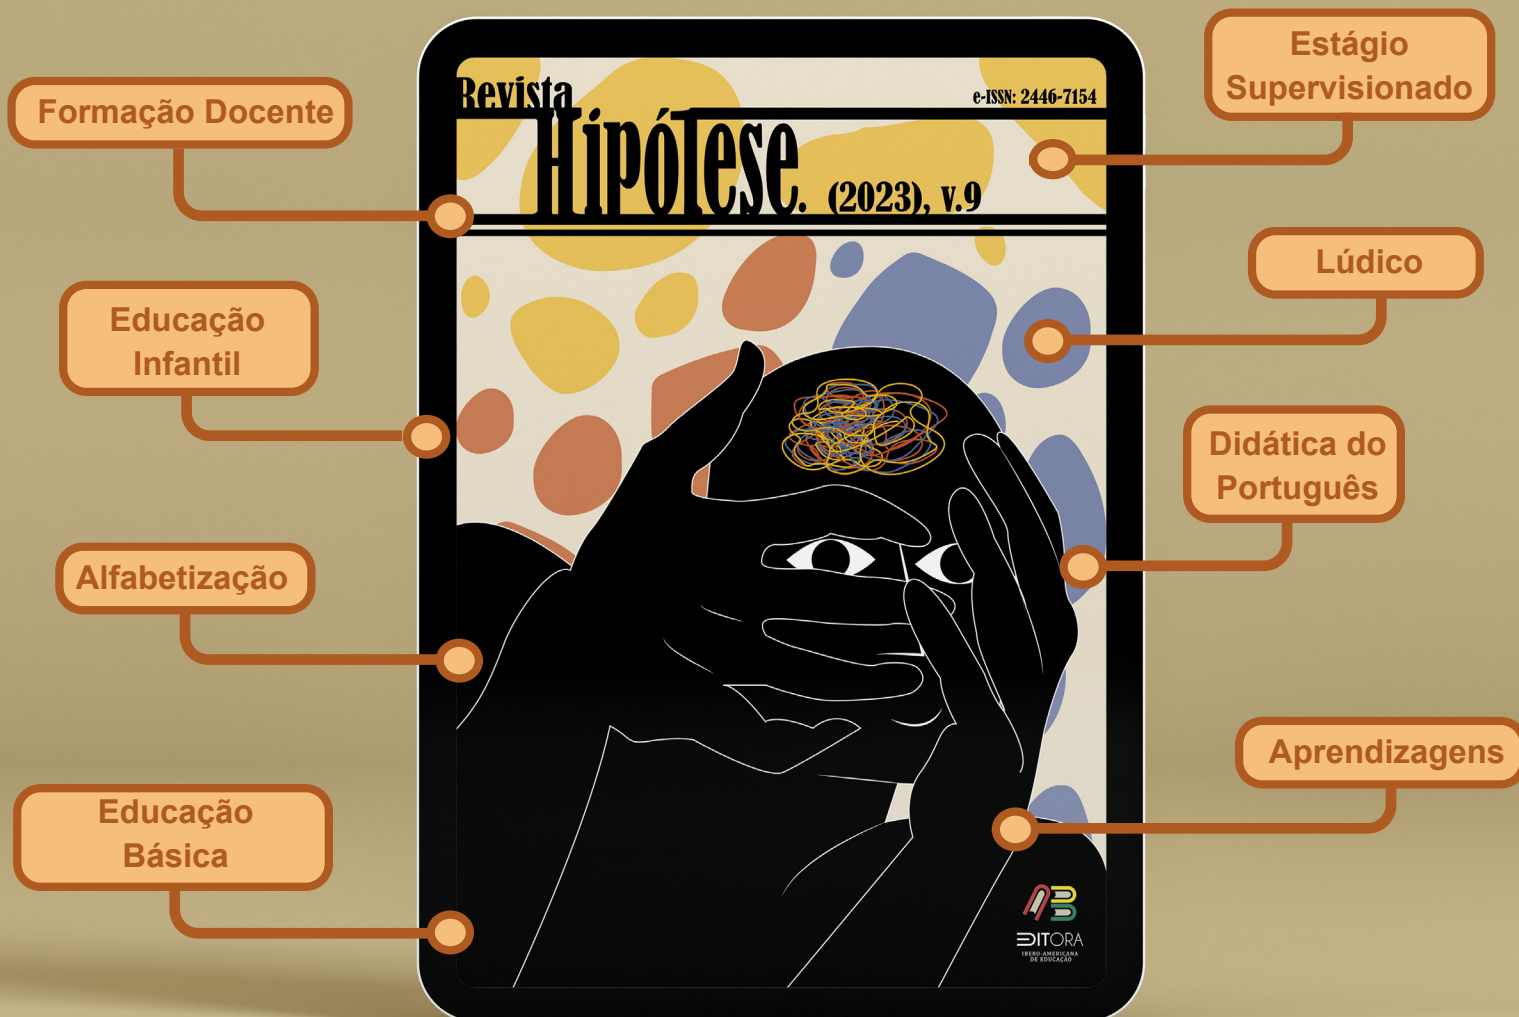 Formação Docente
Educação
Infantil
Alfabetização
Educação
Básica
Revista
Hipótese. (2023), v.9
e-ISSN: 2446-7154
Estágio
Supervisionado
Lúdico
Didática do
Português
Aprendizagens
EDITORA
IBERO-AMERICANA
DE EDUCAÇÃO